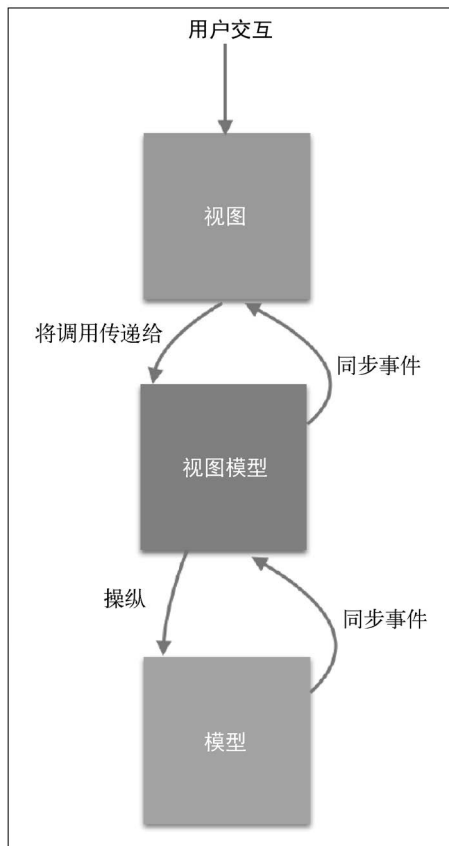 用户交互
视图
将调用传递给
同步事件
视图模型
操纵
同步事件
模型